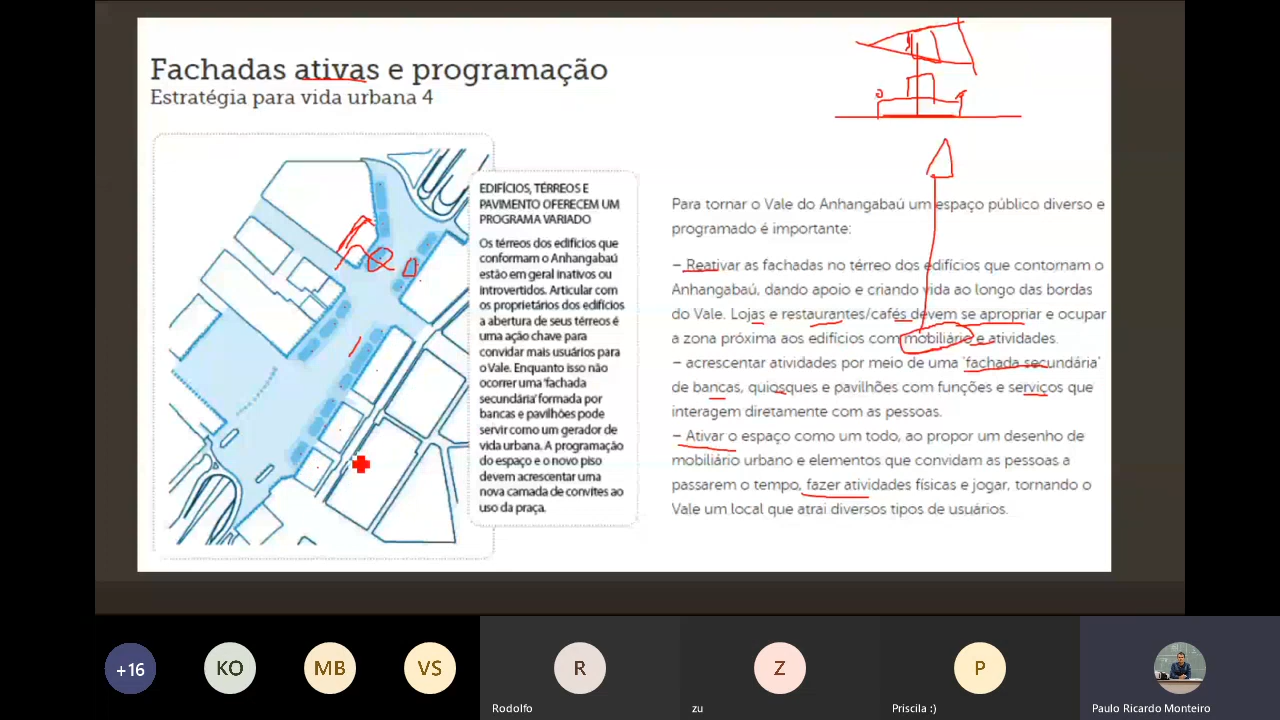 Fachadas ativas e programação
Estratégia para vida urbana 4
EDIFÍCIOS, TÉRREOS E
PAVIMENTO OFERECEM UM
PROGRAMA VARIADO
Os térreos dos edifícios que
conformam o Anhangabaú
estão em geral inativos ou
introvertidos. Articular com
os proprietários dos edifícios
a abertura de seus térreos é
uma ação chave para
convidar mais usuários para
o Vale. Enquanto isso não
ocorrer uma 'fachada
secundária' formada por
bancas e pavilhões pode
servir como um gerador de
vida urbana. A programação
do espaço e o novo piso
devem acrescentar uma
nova camada de convites ao
uso da praça.
Para tornar o Vale do Anhangabaú um espaço público diverso e
programado é importante:
– Reativar as fachadas no térreo dos edifícios que contornam o
Anhangabaú, dando apoio e criando vida ao longo das bordas
do Vale. Lojas e restaurantes/cafés devem se apropriar e ocupar
a zona próxima aos edifícios com mobiliário e atividades.
– acrescentar atividades por meio de uma 'fachada secundária'
de bancas, quiosques e pavilhões com funções e serviços que
interagem diretamente com as pessoas.
– Ativar o espaço como um todo, ao propor um desenho de
mobiliário urbano e elementos que convidam as pessoas a
passarem o tempo, fazer atividades físicas e jogar, tornando o
Vale um local que atrai diversos tipos de usuários.
+16
KO
MB
VS
R
Z
P
Rodolfo
zu
Priscila :)
Paulo Ricardo Monteiro